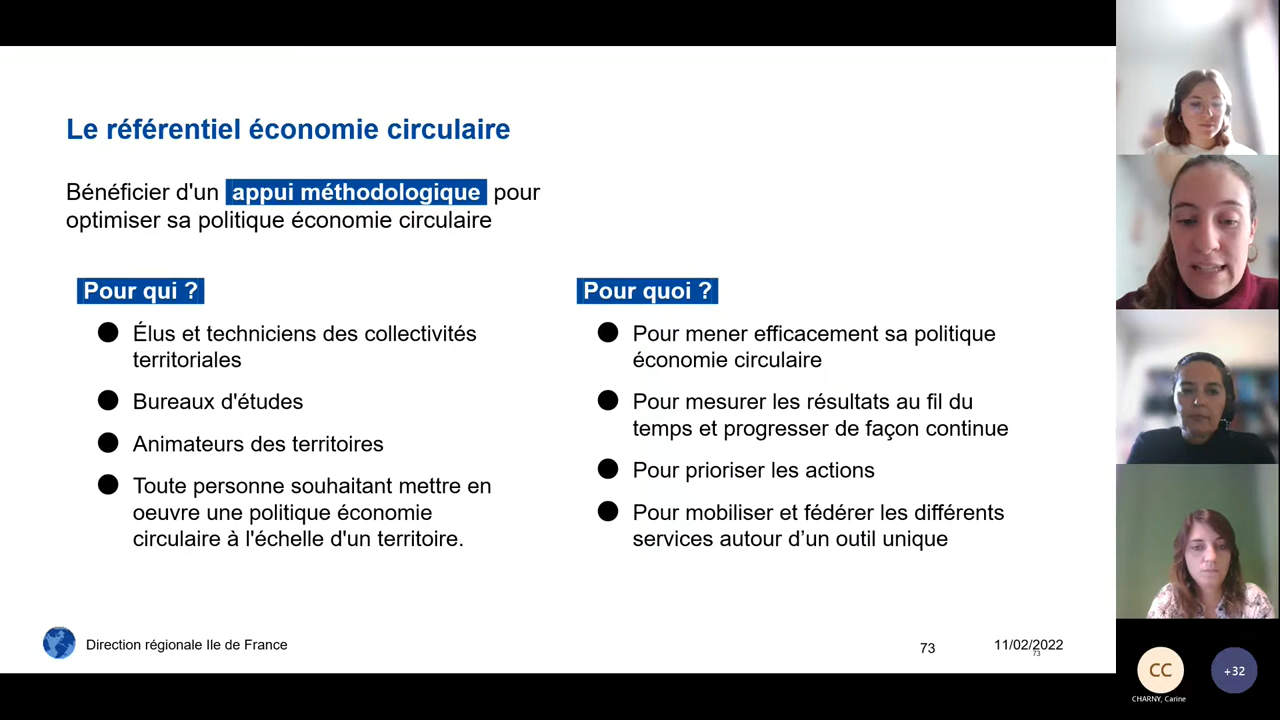 Le référentiel économie circulaire
Bénéficier d'un appui méthodologique pour
optimiser sa politique économie circulaire
Pour qui ?
Élus et techniciens des collectivités
territoriales
Bureaux d'études
Animateurs des territoires
Toute personne souhaitant mettre en
oeuvre une politique économie
circulaire à l'échelle d'un territoire.
Pour quoi ?
Pour mener efficacement sa politique
économie circulaire
Pour mesurer les résultats au fil du
temps et progresser de façon continue
Pour prioriser les actions
Pour mobiliser et fédérer les différents
services autour d’un outil unique
Direction régionale Ile de France
73
11/02/2022
73
CC
CHARNY, Carine
+32